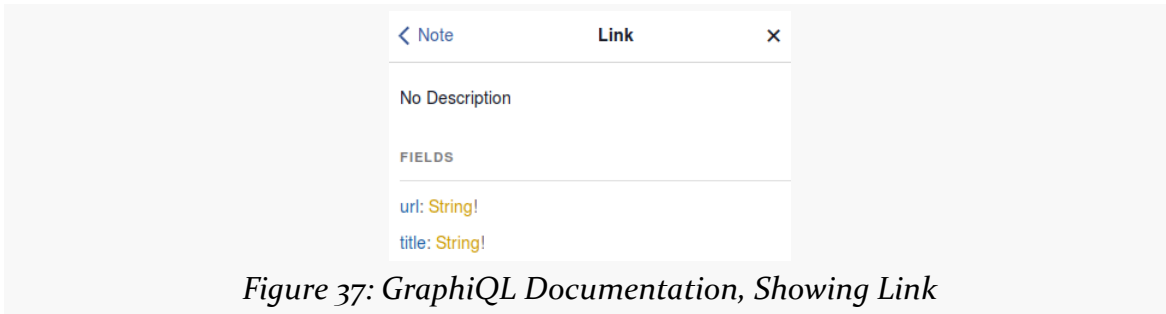 Note Link ×
No Description
FIELDS
url: String!
title: String!
Figure 37: GraphiQL Documentation, Showing Link